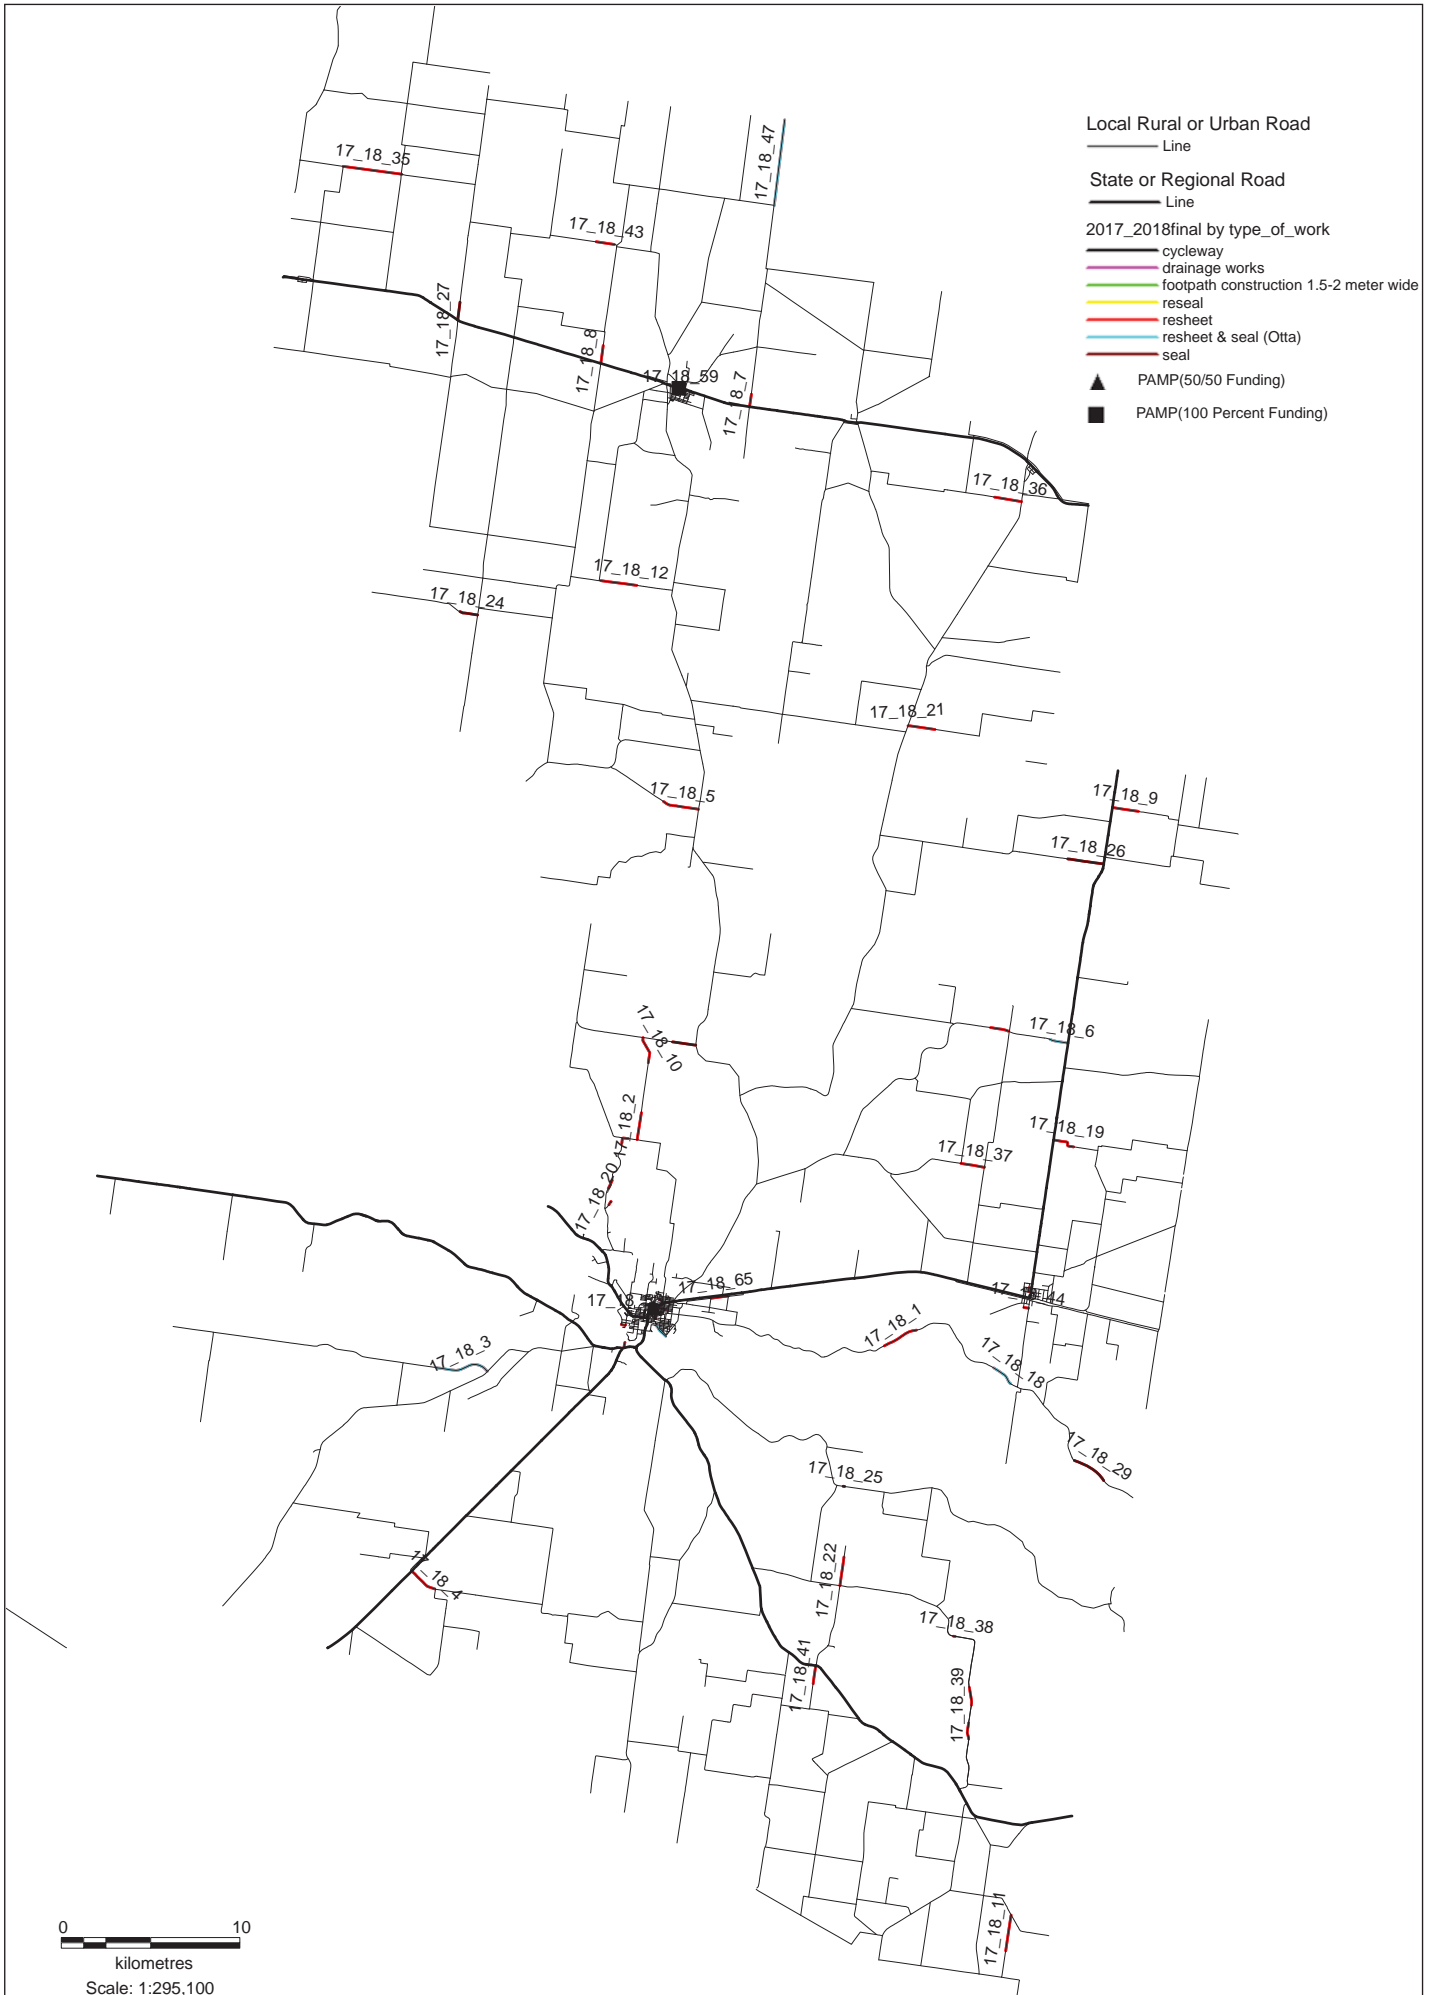 Local Rural or Urban Road
Line
State or Regional Road
Line
2017_2018final by type_of_work
cycleway
drainage works
footpath construction 1.5-2 meter wide
reseal
resheet
resheet & seal (Otta)
seal
PAMP(50/50 Funding)
PAMP(100 Percent Funding)
17_18_47
17_18_35
17_18_43
17_18_27
17_18_8
17_18_59
17_18_7
17_18_36
17_18_12
17_18_24
17_18_21
17_18_5
17_18_9
17_18_26
17_18_10
17_18_6
17_18_2
17_18_19
17_18_37
17_18_20
17_18_65
17_18_1
17_18_3
17_18_18
17_18_29
17_18_25
17_18_22
17_18_4
17_18_38
17_18_41
17_18_39
17_18_11
0 10
kilometres
Scale: 1:295,100